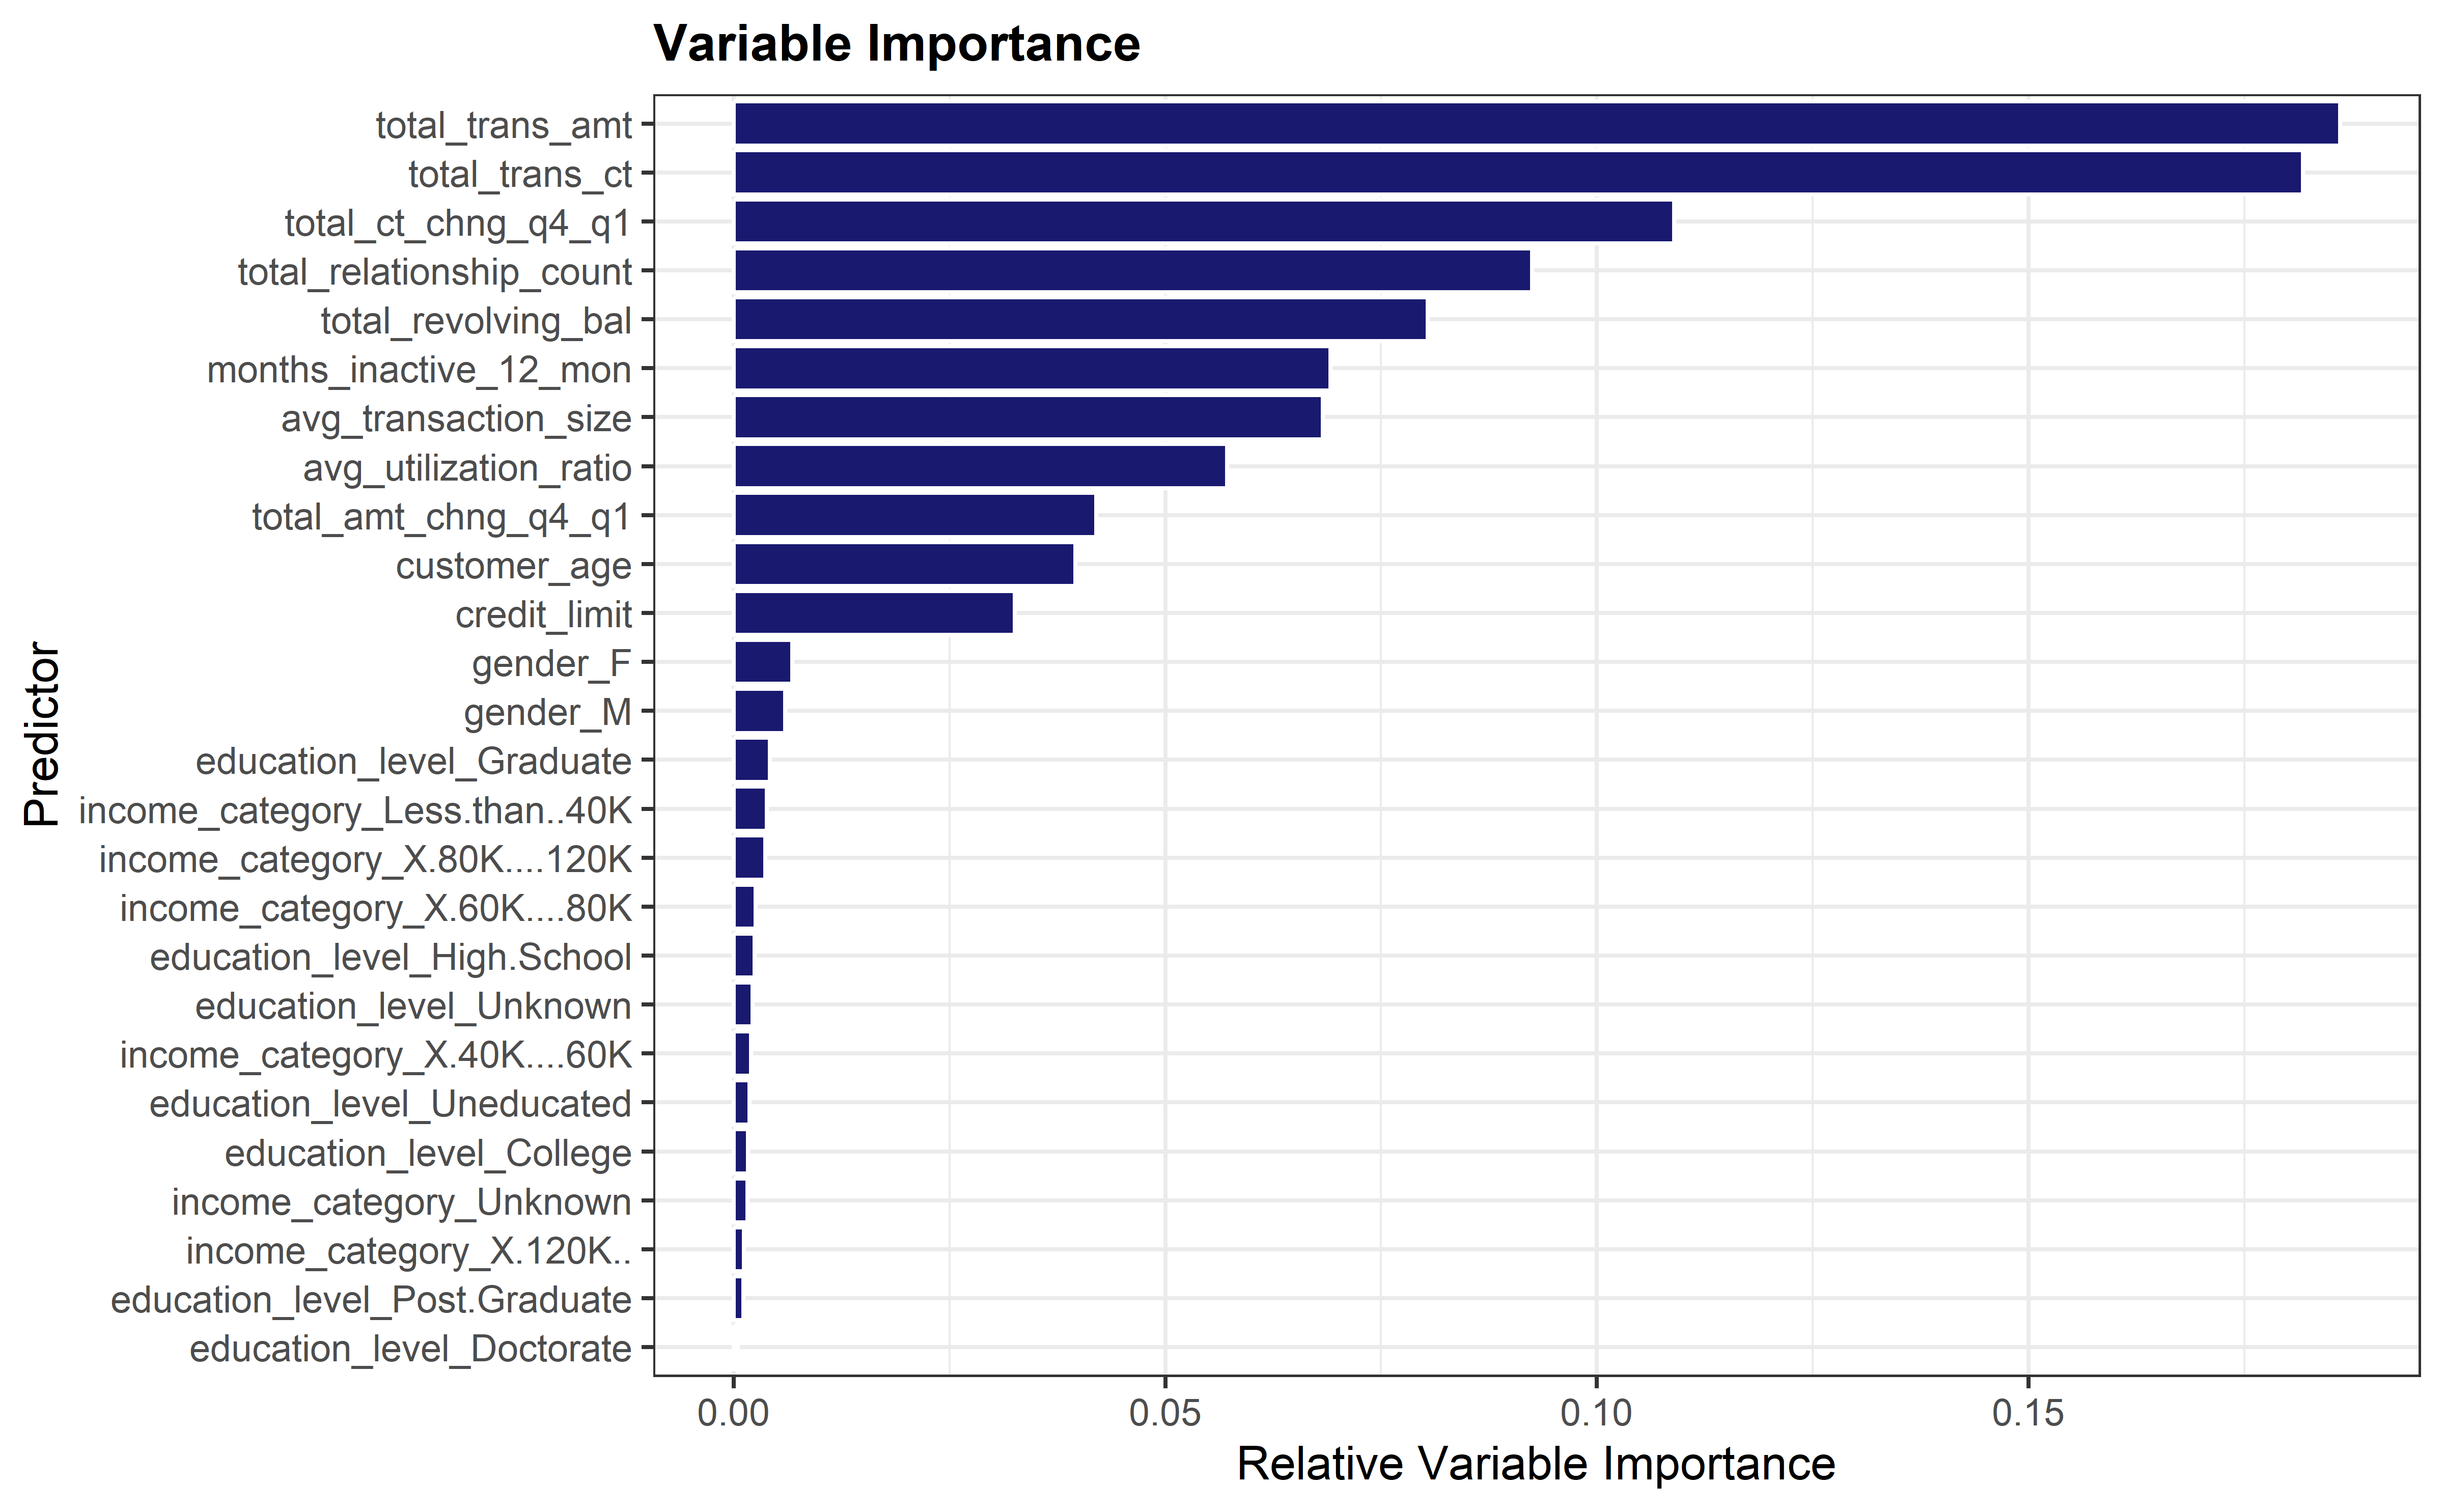 Variable Importance
total_trans_amt
total_trans_ct
total_ct_chng_q4_q1
total_relationship_count
total_revolving_bal
months_inactive_12_mon
avg_transaction_size
avg_utilization_ratio
total_amt_chng_q4_q1
customer_age
credit_limit
gender_F
gender_M
education_level_Graduate
income_category_Less.than..40K
income_category_X.80K....120K
income_category_X.60K....80K
education_level_High.School
education_level_Unknown
income_category_X.40K....60K
education_level_Uneducated
education_level_College
income_category_Unknown
income_category_X.120K..
education_level_Post.Graduate
education_level_Doctorate
Predictor
0.00 0.05 0.10 0.15
Relative Variable Importance